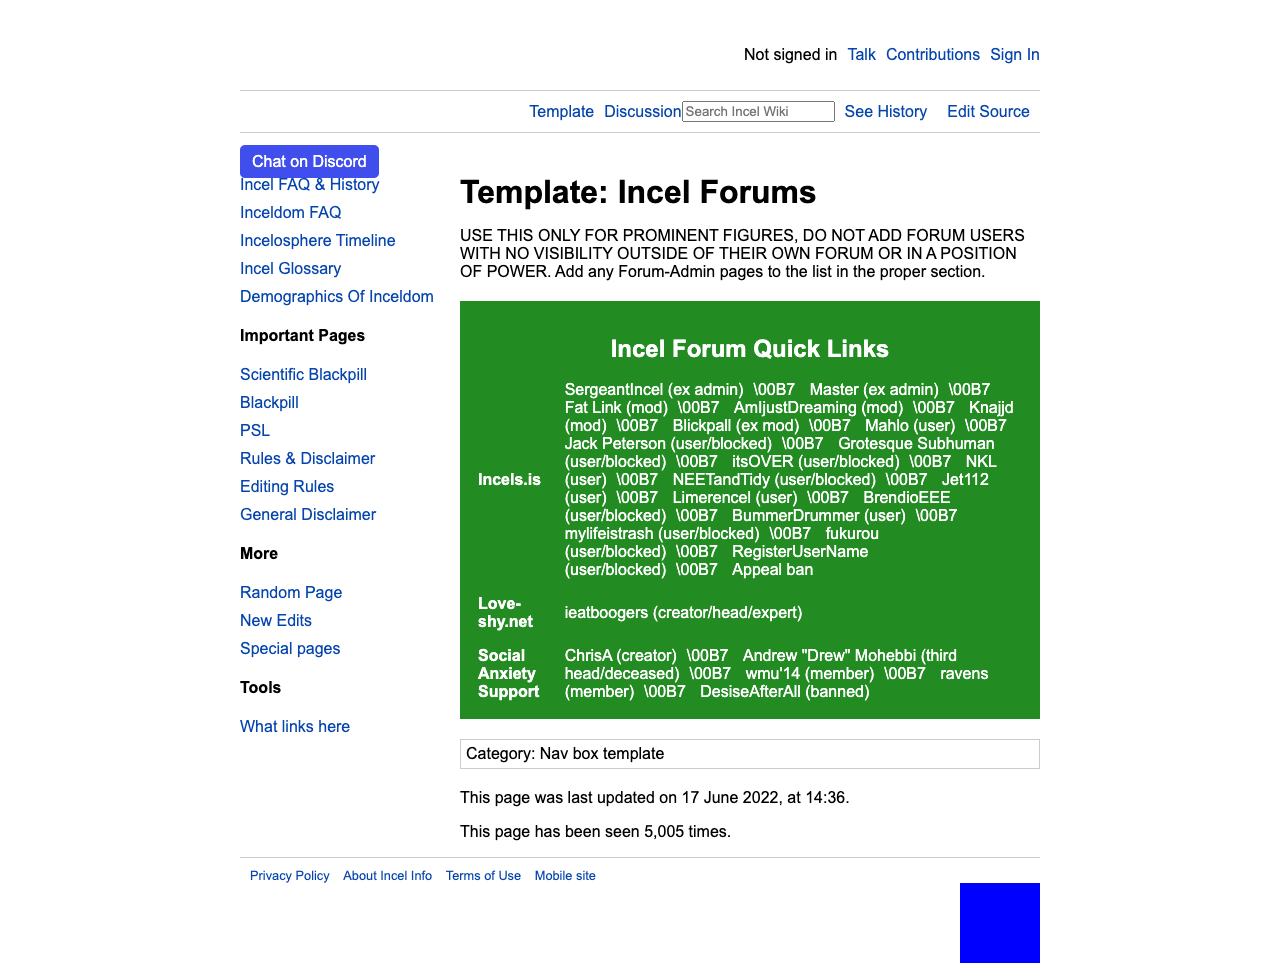 Not signed in Talk Contributions Sign In
Template Discussion Search Incel Wiki See History Edit Source
Chat on Discord
Incel FAQ & History
Inceldom FAQ
Incelosphere Timeline
Incel Glossary
Demographics Of Inceldom
Important Pages
Scientific Blackpill
Blackpill
PSL
Rules & Disclaimer
Editing Rules
General Disclaimer
More
Random Page
New Edits
Special pages
Tools
What links here
Template: Incel Forums
USE THIS ONLY FOR PROMINENT FIGURES, DO NOT ADD FORUM USERS
WITH NO VISIBILITY OUTSIDE OF THEIR OWN FORUM OR IN A POSITION
OF POWER. Add any Forum-Admin pages to the list in the proper section.
Incel Forum Quick Links
Incels.is
SergeantIncel (ex admin) \00B7 Master (ex admin) \00B7
Fat Link (mod) \00B7 AmIjustDreaming (mod) \00B7 Knajjd
(mod) \00B7 Blickpall (ex mod) \00B7 Mahlo (user) \00B7
Jack Peterson (user/blocked) \00B7 Grotesque Subhuman
(user/blocked) \00B7 itsOVER (user/blocked) \00B7 NKL
(user) \00B7 NEETandTidy (user/blocked) \00B7 Jet112
(user) \00B7 Limerencel (user) \00B7 BrendioEEE
(user/blocked) \00B7 BummerDrummer (user) \00B7
mylifeistrash (user/blocked) \00B7 fukurou
(user/blocked) \00B7 RegisterUserName
(user/blocked) \00B7 Appeal ban
Love-
shy.net
ieatboogers (creator/head/expert)
Social
Anxiety
Support
ChrisA (creator) \00B7 Andrew "Drew" Mohebbi (third
head/deceased) \00B7 wmu'14 (member) \00B7 ravens
(member) \00B7 DesiseAfterAll (banned)
Category: Nav box template
This page was last updated on 17 June 2022, at 14:36.
This page has been seen 5,005 times.
Privacy Policy About Incel Info Terms of Use Mobile site